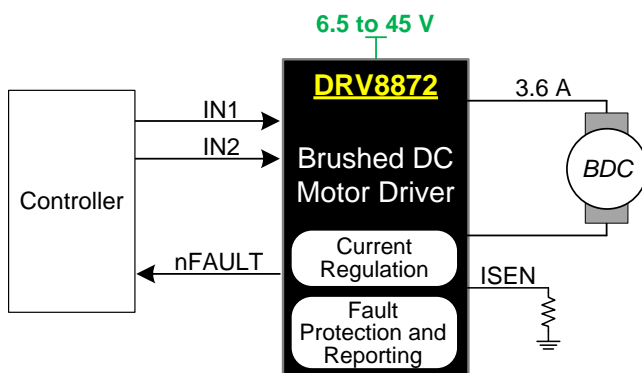 6.5 to 45 V
DRV8872
3.6 A
IN1
IN2
Brushed DC
Motor Driver
BDC
Controller
Current
Regulation
nFAULT
ISEN
Fault
Protection and
Reporting